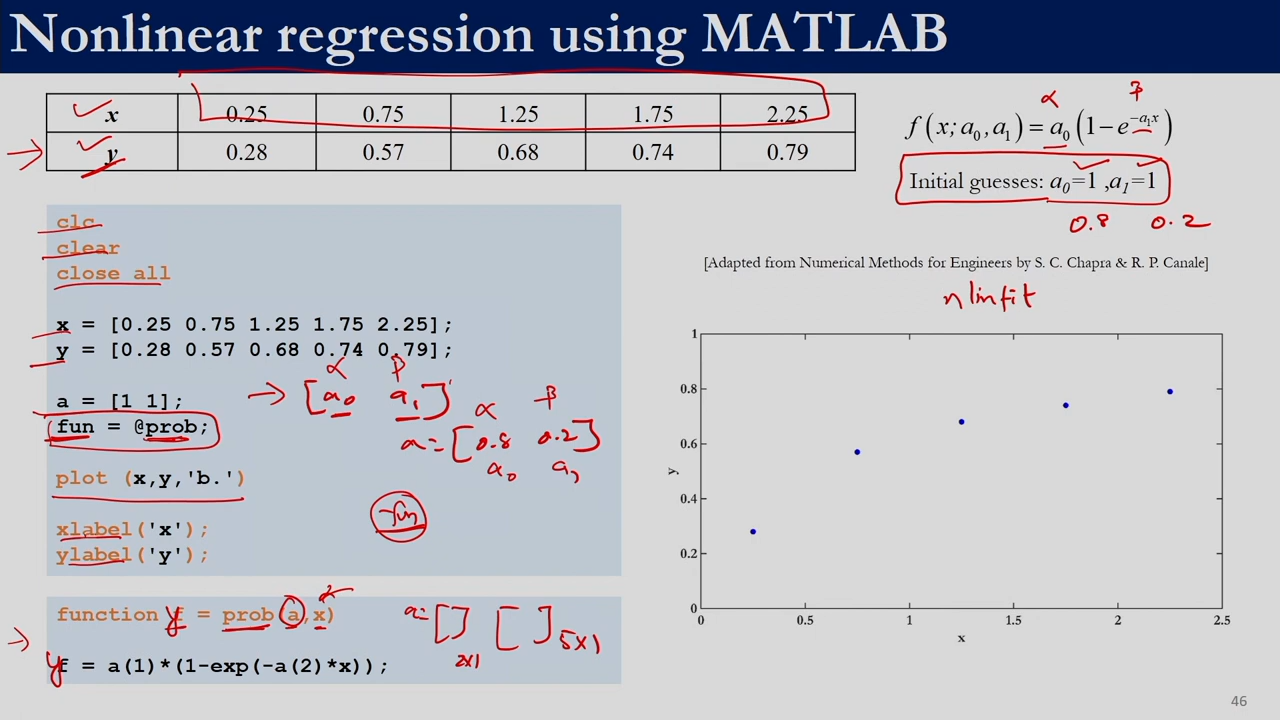 Nonlinear regression using MATLAB
x 0.25 0.75 1.25 1.75 2.25
y 0.28 0.57 0.68 0.74 0.79
α β
f(x; a₀, a₁) = a₀(1 − e^(−a₁x))
Initial guesses: a₀=1 ,a₁=1
0.8 0.2
[Adapted from Numerical Methods for Engineers by S. C. Chapra & R. P. Canale]
nlinfit
clc
clear
close all
x = [0.25 0.75 1.25 1.75 2.25];
y = [0.28 0.57 0.68 0.74 0.79];
α β
a = [1 1]; → [a₀ a₁]
α β
fun = @prob; a = [0.8 0.2]
a₀ a₁
plot (x,y,'b.')
fun
xlabel('x');
ylabel('y');
function f = prob(a,x)
y
a = [ ] 2x1 [ ] 5x1
f = a(1)*(1-exp(-a(2)*x));
y
1
0.8
0.6
0.4
0.2
0
y
0 0.5 1 1.5 2 2.5
x
46